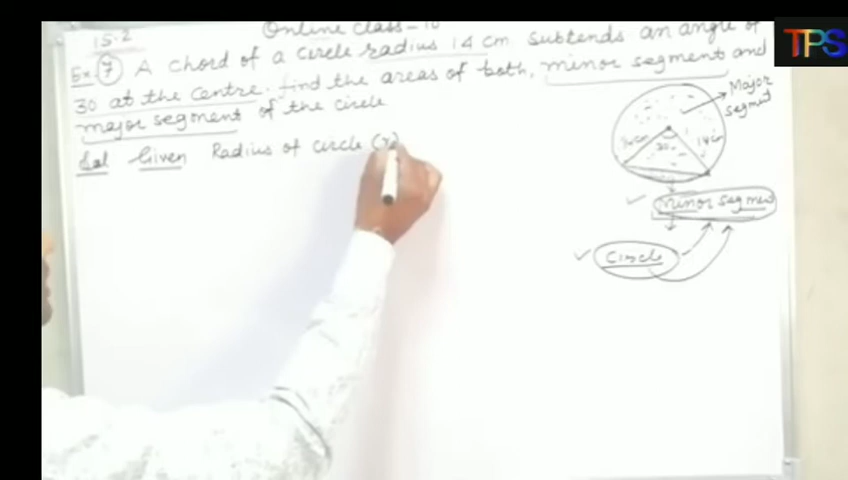 Online Class - 10
15.2
Ex- 7 A chord of a circle radius 14 cm subtends an angle of
30 at the centre. find the areas of both, minor segment and
major segment of the circle
Sol Given Radius of circle (r)
Major
segment
14cm 30 14cm
minor segment
circle
TPS